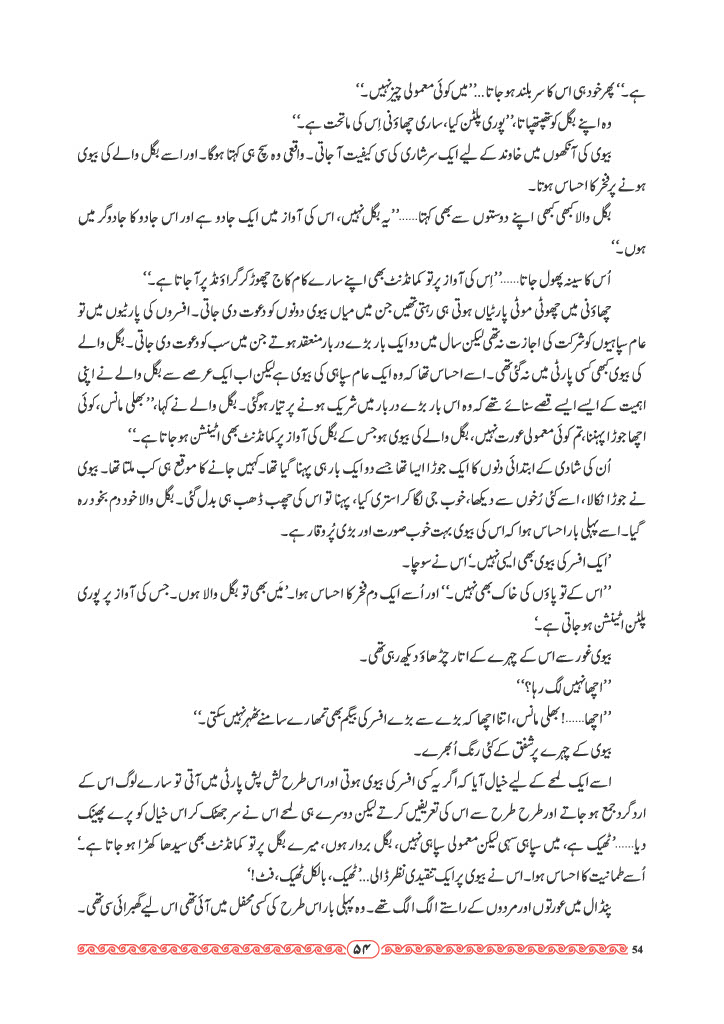 ہے۔‘‘ پھر خود ہی اس کا سر بلند ہو جاتا...’’میں کوئی معمولی چیز نہیں۔‘‘
وہ اپنے بگل کو تھپتھپاتا،’’پوری پلٹن کیا، ساری چھاؤنی اِس کی ماتحت ہے۔‘‘
بیوی کی آنکھوں میں خاوند کے لیے ایک سرشاری کی سی کیفیت آ جاتی۔ واقعی وہ سچ ہی کہتا ہوگا۔ اور اسے بگل والے کی بیوی
ہونے پر فخر کا احساس ہوتا۔
بگل والا کبھی کبھی اپنے دوستوں سے بھی کہتا......’’یہ بگل نہیں، اس کی آواز میں ایک جادو ہے اور اس جادو کا جادوگر میں
ہوں۔‘‘
اُس کا سینہ پھول جاتا......’’اِس کی آواز پر تو کمانڈنٹ بھی اپنے سارے کام کاج چھوڑ کر گراؤنڈ پر آ جاتا ہے۔‘‘
چھاؤنی میں چھوٹی موٹی پارٹیاں ہوتی ہی رہتی تھیں جن میں میاں بیوی دونوں کو دعوت دی جاتی۔ افسروں کی پارٹیوں میں تو
عام سپاہیوں کو شرکت کی اجازت نہ تھی لیکن سال میں دو ایک بار بڑے دربار منعقد ہوتے جن میں سب کو دعوت دی جاتی۔ بگل والے
کی بیوی کبھی کسی پارٹی میں نہ گئی تھی۔ اسے احساس تھا کہ وہ ایک عام سپاہی کی بیوی ہے لیکن اب ایک عرصے سے بگل والے نے اپنی
اہمیت کے ایسے ایسے قصے سنائے تھے کہ وہ اس بار بڑے دربار میں شریک ہونے پر تیار ہوگئی۔ بگل والے نے کہا،’’بھلی مانس، کوئی
اچھا جوڑا پہننا، تم کوئی معمولی عورت نہیں، بگل والے کی بیوی ہو جس کے بگل کی آواز پر کمانڈنٹ بھی اٹینشن ہو جاتا ہے۔‘‘
اُن کی شادی کے ابتدائی دنوں کا ایک جوڑا ایسا تھا جسے دو ایک بار ہی پہنا گیا تھا۔ کہیں جانے کا موقع ہی کب ملتا تھا۔ بیوی
نے جوڑا نکالا، اسے کئی رُخوں سے دیکھا، خوب جی لگا کر استری کیا، پہنا تو اس کی چھب ڈھب ہی بدل گئی۔ بگل والا خود دم بخود رہ
گیا۔ اسے پہلی بار احساس ہوا کہ اس کی بیوی بہت خوب صورت اور بڑی پُر وقار ہے۔
’ایک افسر کی بیوی بھی ایسی نہیں۔‘ اس نے سوچا۔
’’اس کے تو پاؤں کی خاک بھی نہیں۔‘‘ اور اُسے ایک دم فخر کا احساس ہوا۔ ’مَیں بھی تو بگل والا ہوں۔ جس کی آواز پر پوری
پلٹن اٹینشن ہو جاتی ہے۔‘
بیوی غور سے اس کے چہرے کے اتار چڑھاؤ دیکھ رہی تھی۔
’’اچھا نہیں لگ رہا؟‘‘
’’اچھا......! بھلی مانس، اتنا اچھا کہ بڑے سے بڑے افسر کی بیگم بھی تمھارے سامنے ٹھہر نہیں سکتی۔‘‘
بیوی کے چہرے پر شفق کے کئی رنگ اُبھرے۔
اسے ایک لمحے کے لیے خیال آیا کہ اگر یہ کسی افسر کی بیوی ہوتی اور اس طرح لش پش پارٹی میں آتی تو سارے لوگ اس کے
ارد گرد جمع ہو جاتے اور طرح طرح سے اس کی تعریفیں کرتے لیکن دوسرے ہی لمحے اس نے سر جھٹک کر اس خیال کو پرے پھینک
دیا......’ٹھیک ہے، میں سپاہی سہی لیکن معمولی سپاہی نہیں، بگل بردار ہوں، میرے بگل پر تو کمانڈنٹ بھی سیدھا کھڑا ہو جاتا ہے۔‘
اُسے طمانیت کا احساس ہوا۔ اس نے بیوی پر ایک تنقیدی نظر ڈالی...’ٹھیک، بالکل ٹھیک، فٹ!‘
پنڈال میں عورتوں اور مردوں کے راستے الگ الگ تھے۔ وہ پہلی بار اس طرح کی کسی محفل میں آئی تھی اس لیے گھبرائی سی تھی۔
۵۴
54